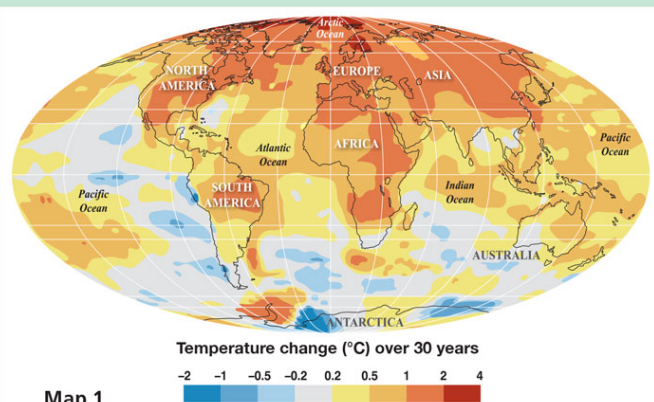 Arctic
Ocean
NORTH
AMERICA
EUROPE
ASIA
Atlantic
Ocean
AFRICA
Pacific
Ocean
Pacific
Ocean
SOUTH
AMERICA
Indian
Ocean
AUSTRALIA
ANTARCTICA
Temperature change (°C) over 30 years
–2 –1 –0.5 –0.2 0.2 0.5 1 2 4
Map 1